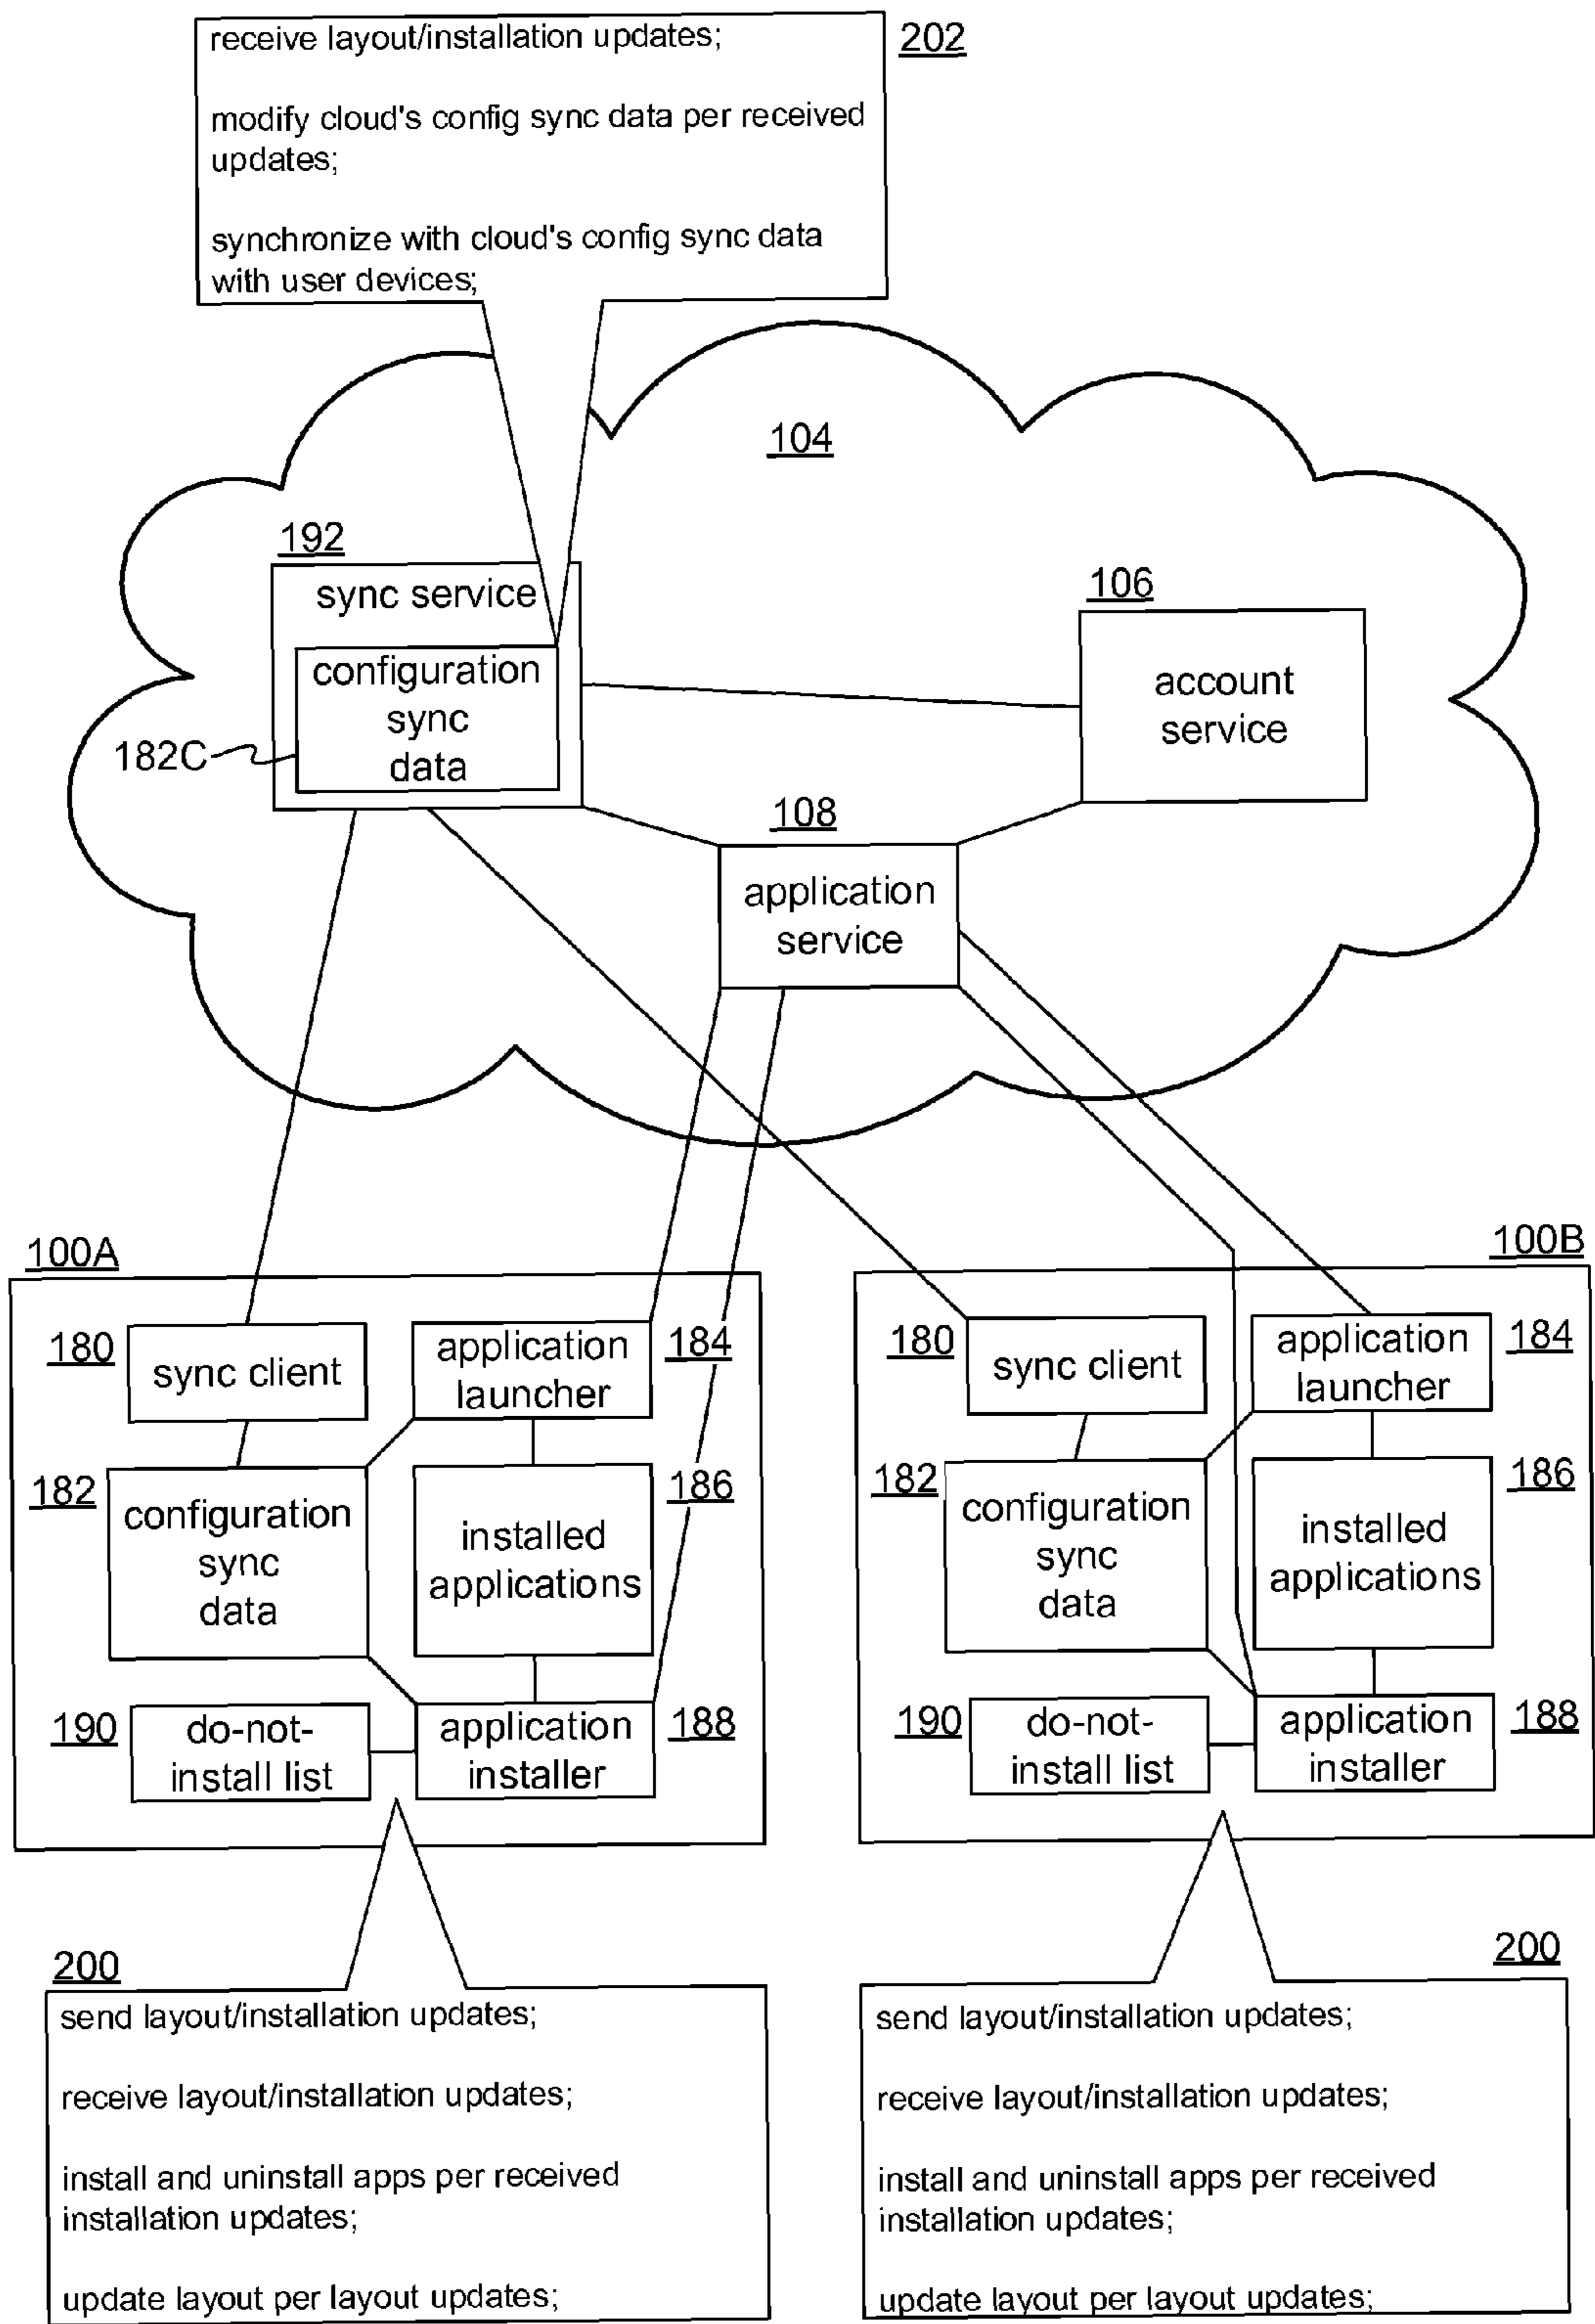 receive layout/installation updates;
202
modify cloud's config sync data per received
updates;
synchronize with cloud's config sync data
with user devices;
104
192
sync service
106
configuration
sync
data
182C
account
service
108
application
service
100A
180
sync client
application
launcher
184
182
configuration
sync
data
installed
applications
186
190
do-not-
install list
application
installer
188
100B
180
sync client
application
launcher
184
182
configuration
sync
data
installed
applications
186
190
do-not-
install list
application
installer
188
200
send layout/installation updates;
receive layout/installation updates;
install and uninstall apps per received
installation updates;
update layout per layout updates;
200
send layout/installation updates;
receive layout/installation updates;
install and uninstall apps per received
installation updates;
update layout per layout updates;